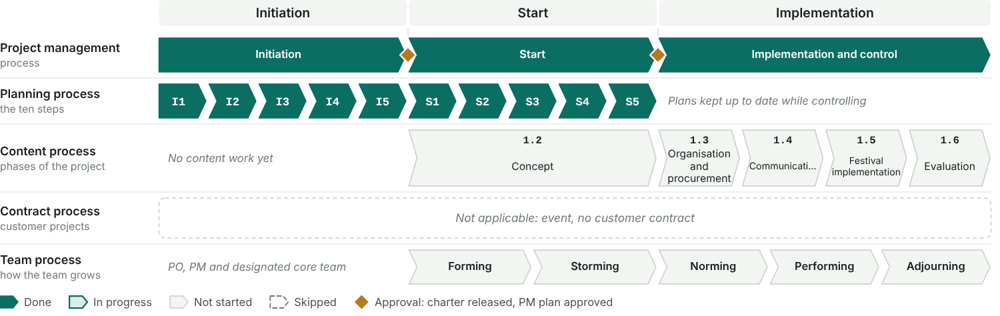 Initiation Start Implementation
Project management
process
Initiation Start Implementation and control
Planning process
the ten steps
I1 I2 I3 I4 I5 S1 S2 S3 S4 S5 Plans kept up to date while controlling
Content process
phases of the project
No content work yet
1.2
Concept
1.3
Organisation
and
procurement
1.4
Communicati...
1.5
Festival
implementation
1.6
Evaluation
Contract process
customer projects
Not applicable: event, no customer contract
Team process
how the team grows
PO, PM and designated core team
Forming Storming Norming Performing Adjourning
Done In progress Not started Skipped Approval: charter released, PM plan approved